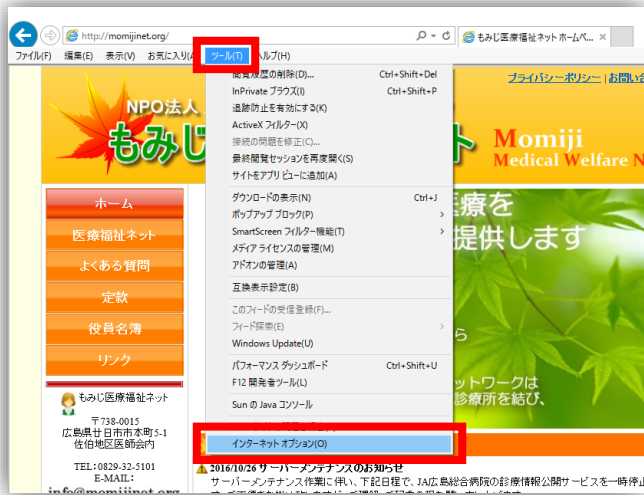 http://momijinet.org/
もみじ医療福祉ネット ホームペ... ×
ファイル(F) 編集(E) 表示(V) お気に入り(A ツール(T) ヘルプ(H)
閲覧履歴の削除(D)... Ctrl+Shift+Del
InPrivate ブラウズ(I) Ctrl+Shift+P
追跡防止を有効にする(K)
ActiveX フィルター(X)
接続の問題を修正(C)...
最終閲覧セッションを再度開く(S)
サイトをアプリ ビューに追加(A)
ダウンロードの表示(N) Ctrl+J
ポップアップ ブロック(P)
SmartScreen フィルター機能(T)
メディア ライセンスの管理(M)
アドオンの管理(A)
互換表示設定(B)
このフィードの受信登録(F)...
フィード探索(E)
Windows Update(U)
パフォーマンス ダッシュボード Ctrl+Shift+U
F12 開発者ツール(L)
Sun の Java コンソール
インターネット オプション(O)
プライバシーポリシー | お問い合
NPO法人
もみじ
ト
Momiji
Medical Welfare N
ホーム
医療福祉ネット
よくある質問
定款
役員名簿
リンク
もみじ医療福祉ネット
〒738-0015
広島県廿日市市本町5-1
佐伯地区医師会内
TEL:0829-32-5101
E-MAIL:
info@momijinet.org
医療を
提供します
ら
ットワークは
診療所を結び、
2016/10/26 サーバーメンテナンスのお知らせ
サーバーメンテナンス作業に伴い、下記日程で、JA広島総合病院の診療情報公開サービスを一時停止